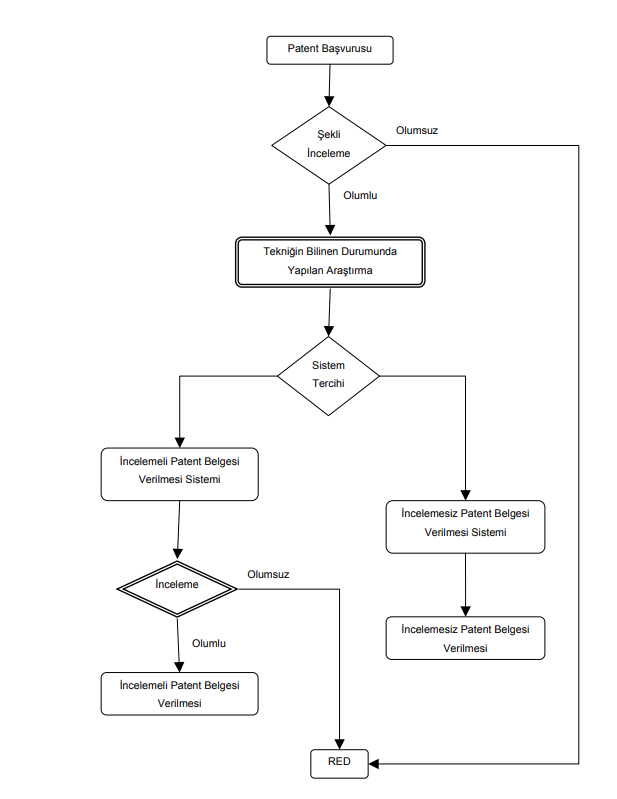 Patent Başvurusu
Şekli
İnceleme
Olumsuz
Olumlu
Tekniğin Bilinen Durumunda
Yapılan Araştırma
Sistem
Tercihi
İncelemeli Patent Belgesi
Verilmesi Sistemi
İncelemesiz Patent Belgesi
Verilmesi Sistemi
İnceleme
Olumsuz
Olumlu
İncelemesiz Patent Belgesi
Verilmesi
İncelemeli Patent Belgesi
Verilmesi
RED